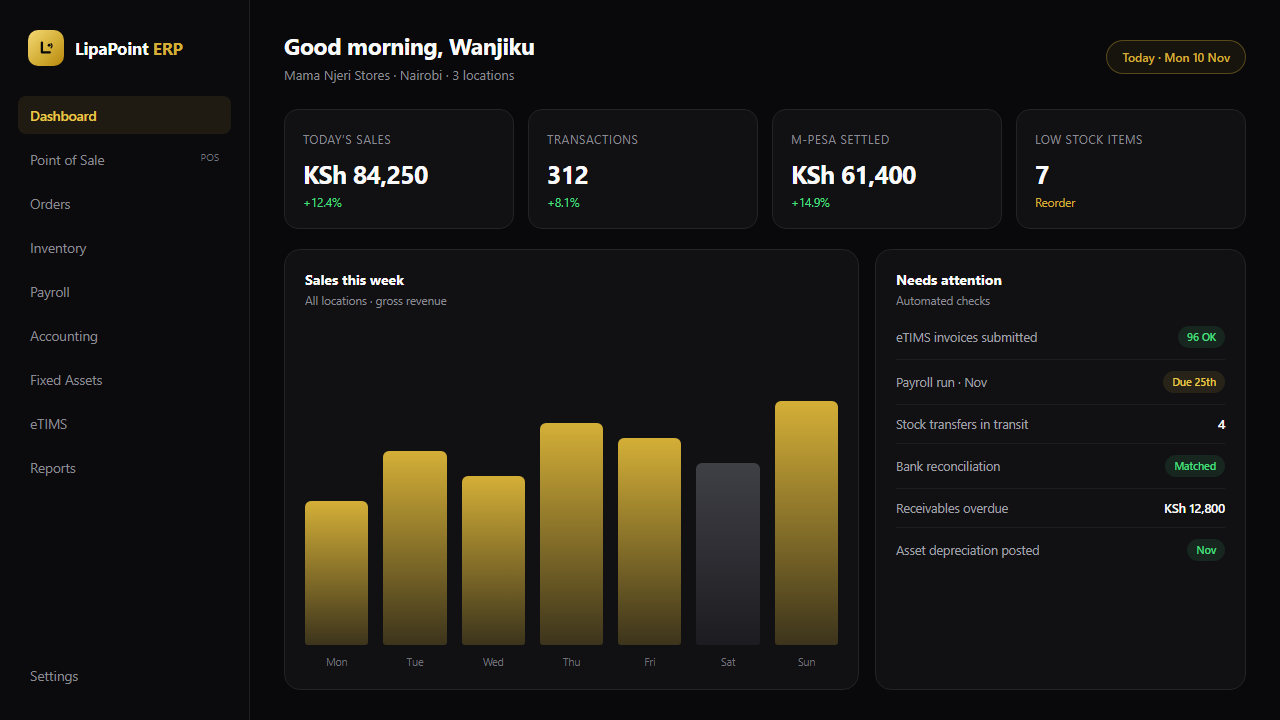 LipaPoint ERP
Dashboard
Point of Sale POS
Orders
Inventory
Payroll
Accounting
Fixed Assets
eTIMS
Reports
Settings
Good morning, Wanjiku
Mama Njeri Stores · Nairobi · 3 locations
Today · Mon 10 Nov
TODAY'S SALES
KSh 84,250
+12.4%
TRANSACTIONS
312
+8.1%
M-PESA SETTLED
KSh 61,400
+14.9%
LOW STOCK ITEMS
7
Reorder
Sales this week
All locations · gross revenue
Mon Tue Wed Thu Fri Sat Sun
Needs attention
Automated checks
eTIMS invoices submitted 96 OK
Payroll run · Nov Due 25th
Stock transfers in transit 4
Bank reconciliation Matched
Receivables overdue KSh 12,800
Asset depreciation posted Nov